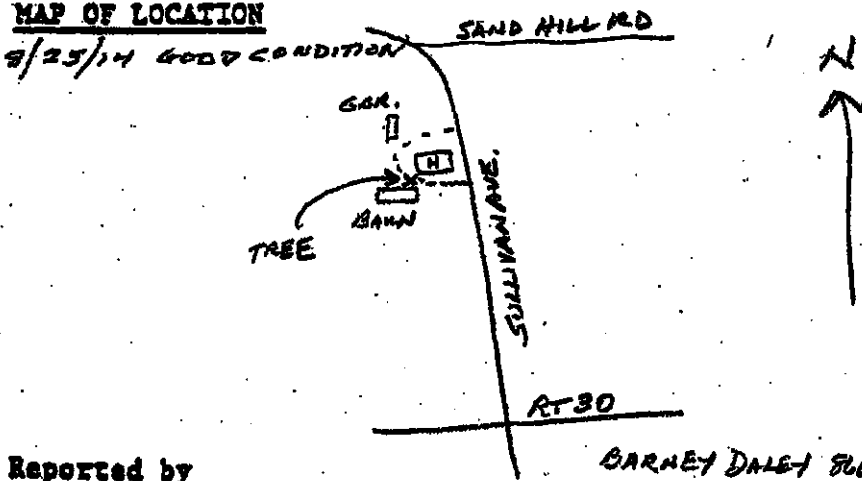 MAP OF LOCATION
8/25/14 GOOD CONDITION
SAND HILL RD
N
GAR.
H
BARN
TREE
SULLIVAN AVE.
RT 30
Reported by
BARNEY DALEY